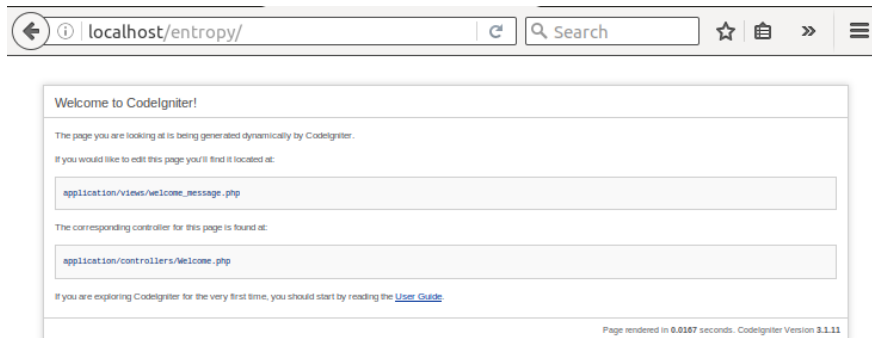 localhost/entropy/
Search
Welcome to CodeIgniter!
The page you are looking at is being generated dynamically by CodeIgniter.
If you would like to edit this page you'll find it located at:
application/views/welcome_message.php
The corresponding controller for this page is found at:
application/controllers/Welcome.php
If you are exploring CodeIgniter for the very first time, you should start by reading the User Guide.
Page rendered in 0.0167 seconds. CodeIgniter Version 3.1.11